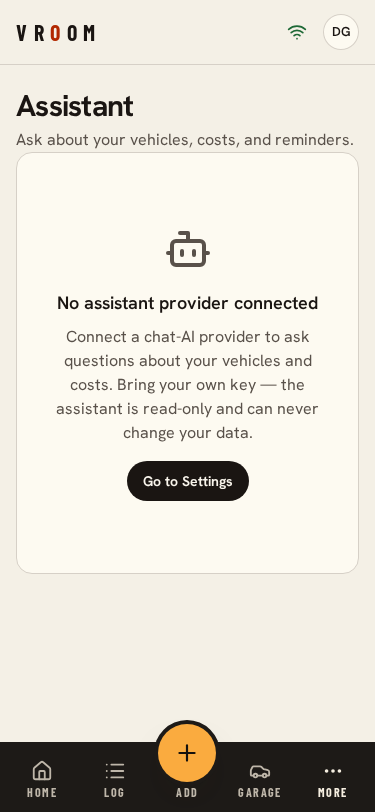 VROOM
DG
Assistant
Ask about your vehicles, costs, and reminders.
No assistant provider connected
Connect a chat-AI provider to ask
questions about your vehicles and
costs. Bring your own key — the
assistant is read-only and can never
change your data.
Go to Settings
HOME
LOG
ADD
GARAGE
MORE